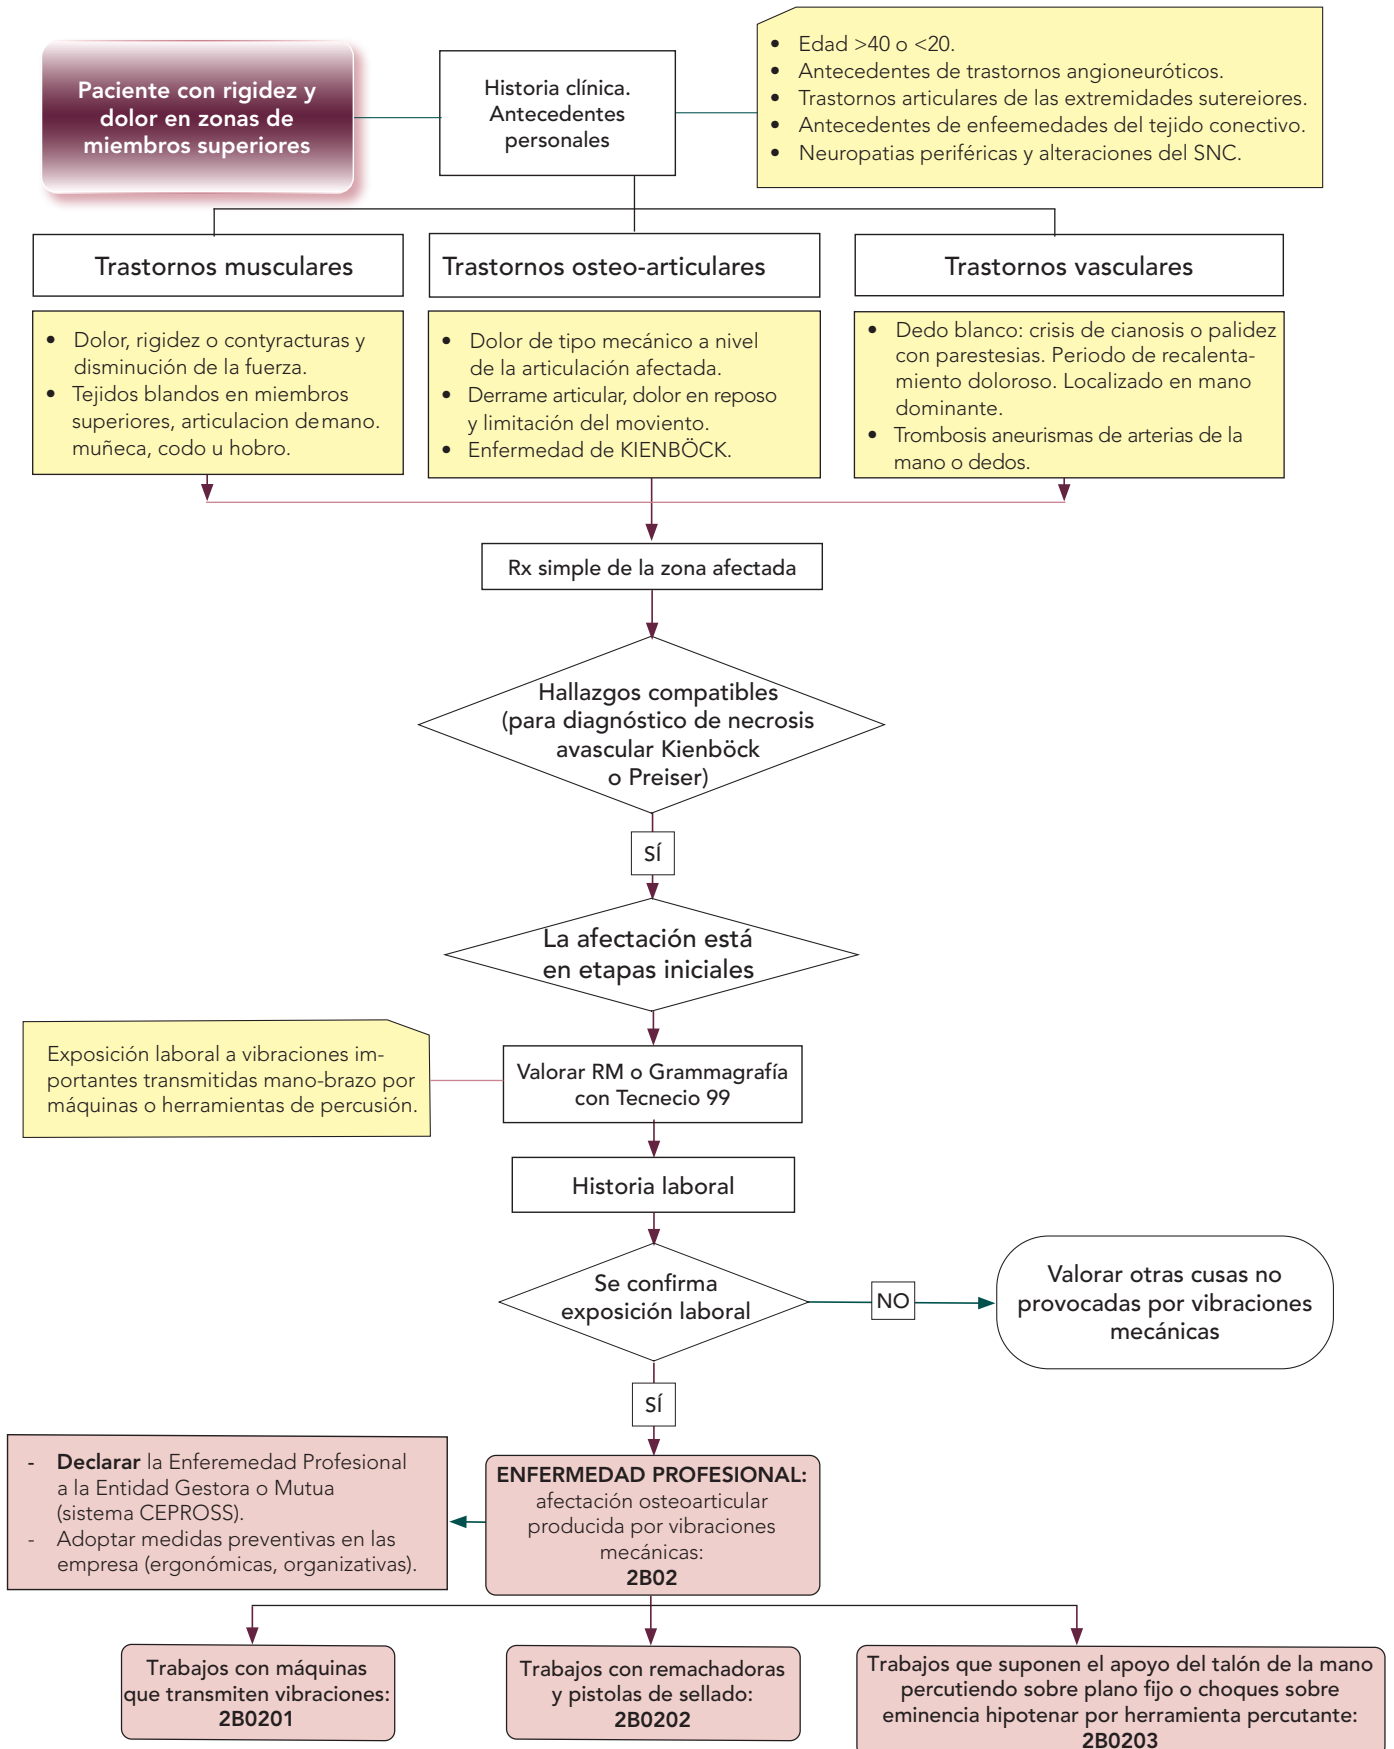 Paciente con rigidez y
dolor en zonas de
miembros superiores
Historia clínica.
Antecedentes
personales
• Edad >40 o <20.
• Antecedentes de trastornos angioneuróticos.
• Trastornos articulares de las extremidades sutereiores.
• Antecedentes de enfeemedades del tejido conectivo.
• Neuropatias periféricas y alteraciones del SNC.
Trastornos musculares
Trastornos osteo-articulares
Trastornos vasculares
• Dolor, rigidez o contyracturas y
disminución de la fuerza.
• Tejidos blandos en miembros
superiores, articulacion demano.
muñeca, codo u hobro.
• Dolor de tipo mecánico a nivel
de la articulación afectada.
• Derrame articular, dolor en reposo
y limitación del moviento.
• Enfermedad de KIENBÖCK.
• Dedo blanco: crisis de cianosis o palidez
con parestesias. Periodo de recalenta-
miento doloroso. Localizado en mano
dominante.
• Trombosis aneurismas de arterias de la
mano o dedos.
Rx simple de la zona afectada
Hallazgos compatibles
(para diagnóstico de necrosis
avascular Kienböck
o Preiser)
SÍ
La afectación está
en etapas iniciales
Exposición laboral a vibraciones im-
portantes transmitidas mano-brazo por
máquinas o herramientas de percusión.
Valorar RM o Grammagrafía
con Tecnecio 99
Historia laboral
Se confirma
exposición laboral
NO
Valorar otras cusas no
provocadas por vibraciones
mecánicas
SÍ
- Declarar la Enferemedad Profesional
a la Entidad Gestora o Mutua
(sistema CEPROSS).
- Adoptar medidas preventivas en las
empresa (ergonómicas, organizativas).
ENFERMEDAD PROFESIONAL:
afectación osteoarticular
producida por vibraciones
mecánicas:
2B02
Trabajos con máquinas
que transmiten vibraciones:
2B0201
Trabajos con remachadoras
y pistolas de sellado:
2B0202
Trabajos que suponen el apoyo del talón de la mano
percutiendo sobre plano fijo o choques sobre
eminencia hipotenar por herramienta percutante:
2B0203